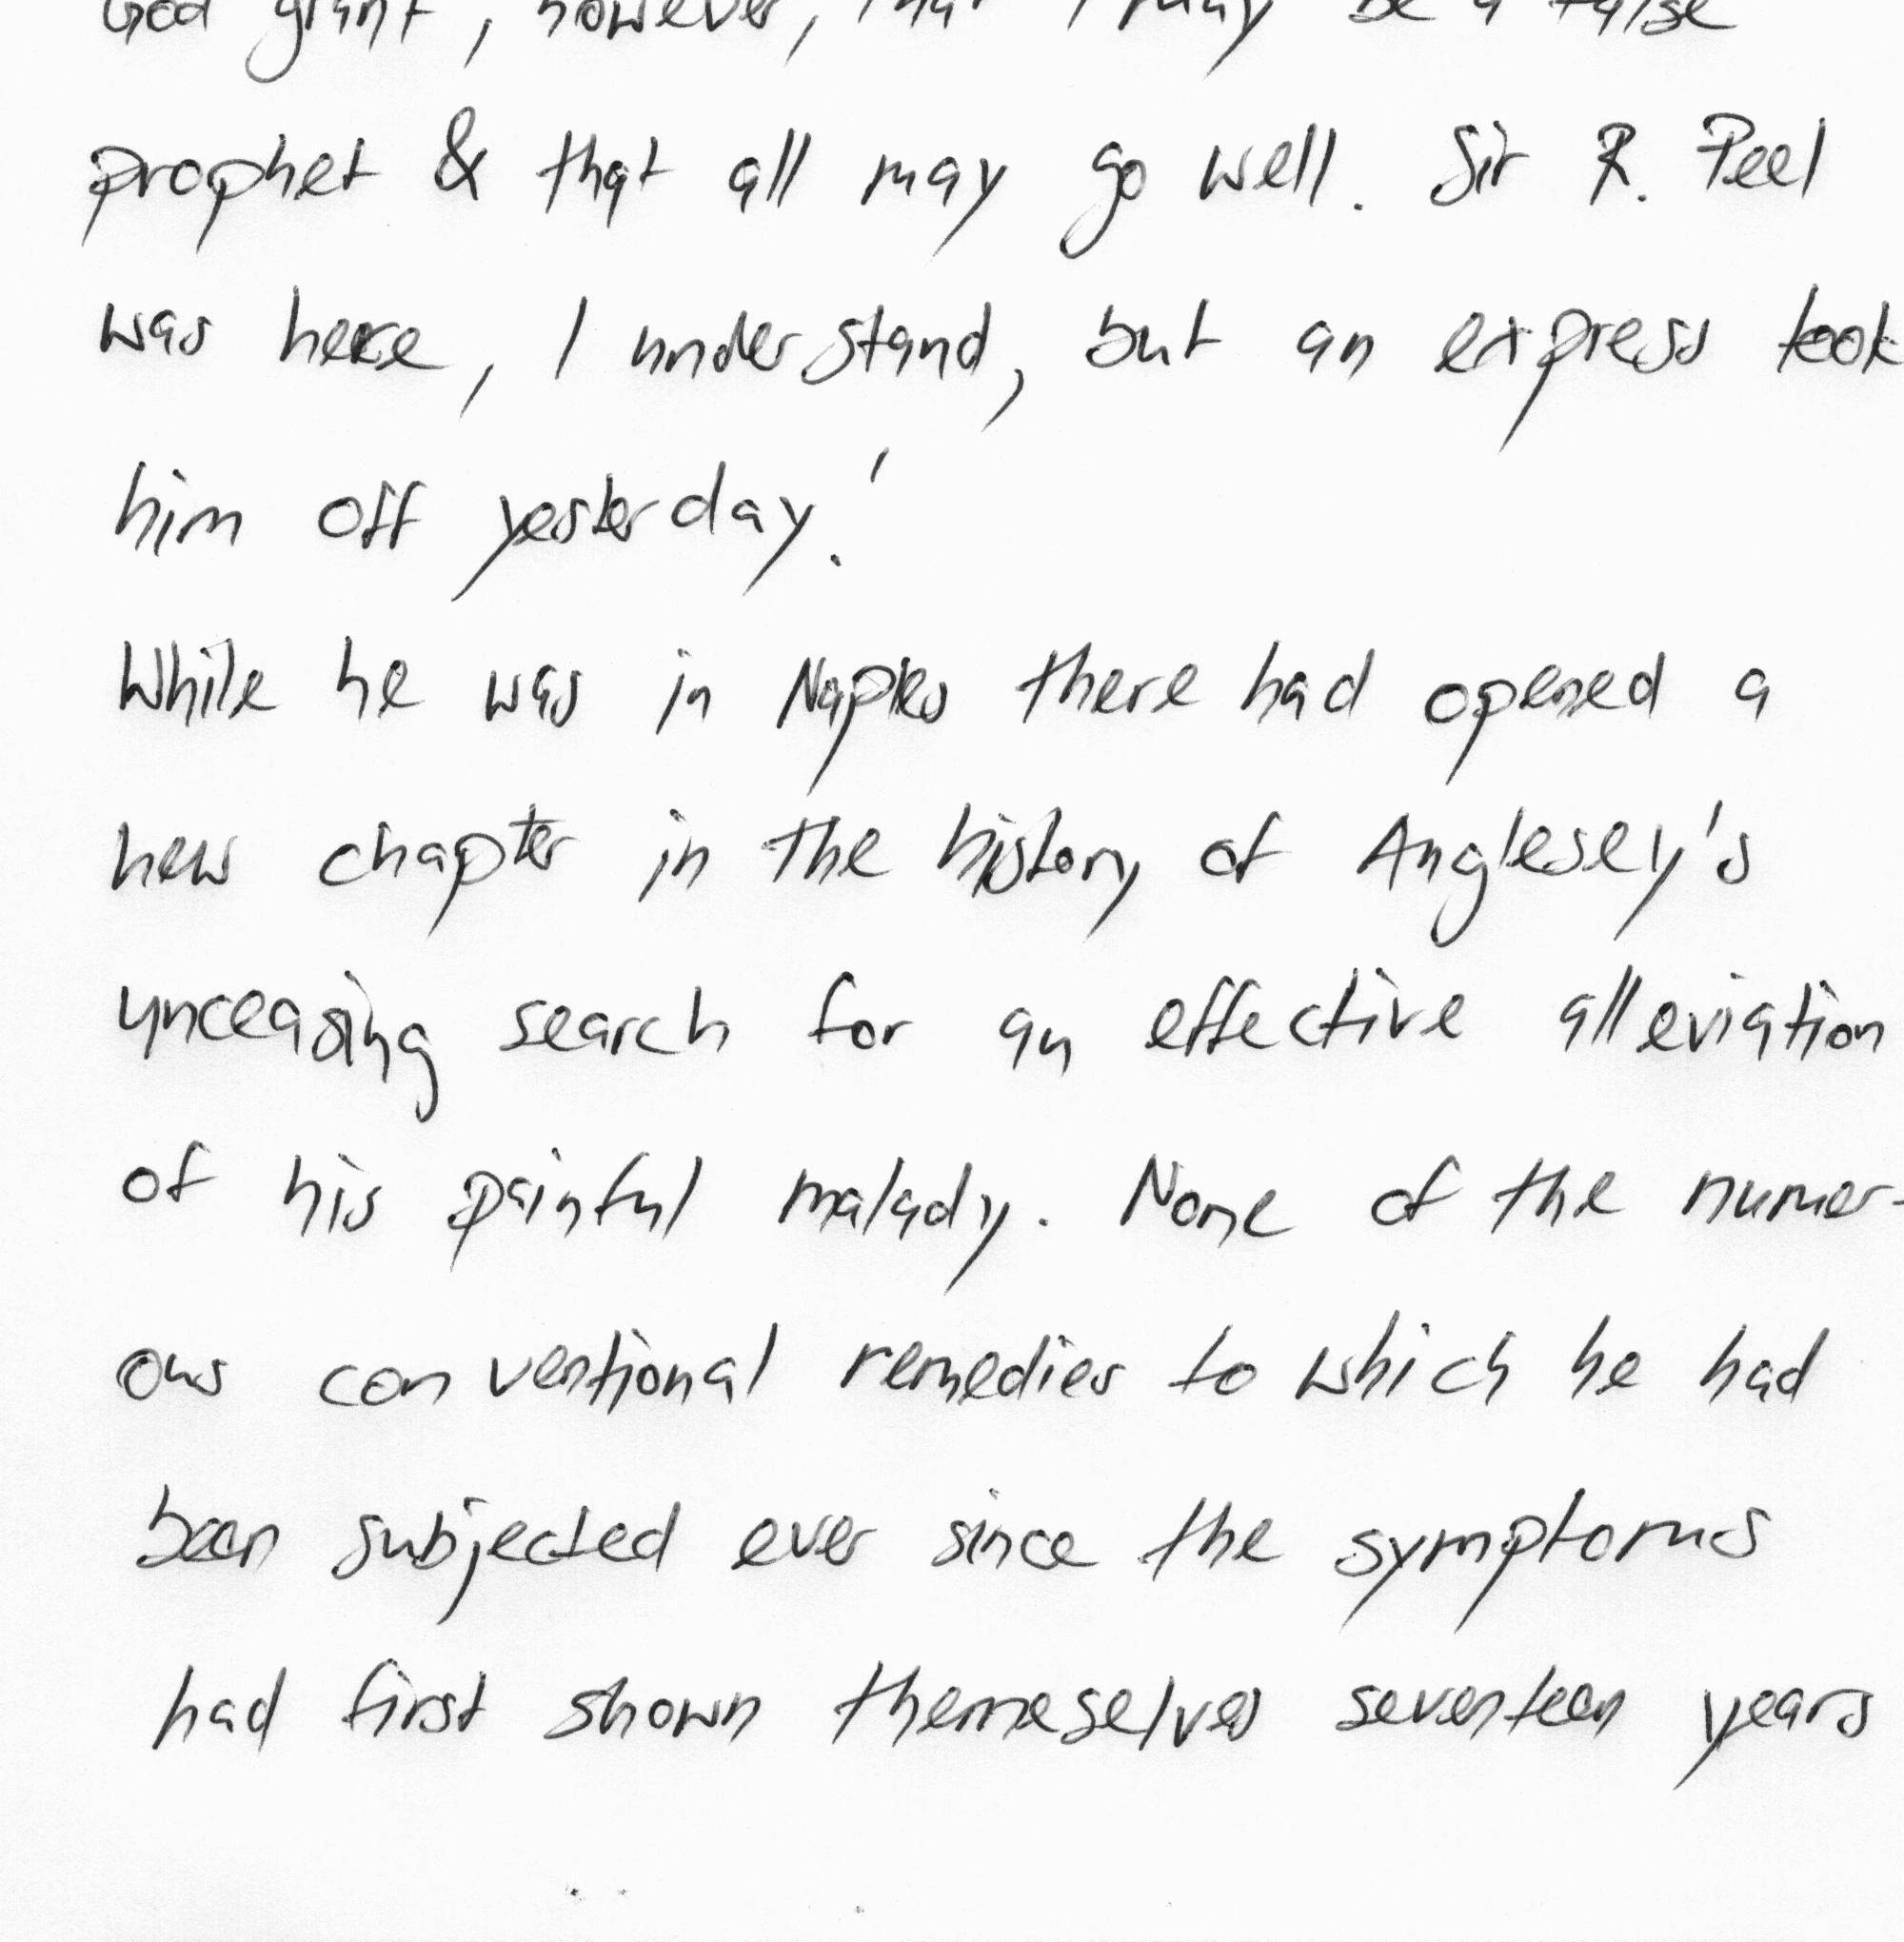 God grant, however, that I may be a false
prophet & that all may go well. Sir R. Peel
was here, I understand, but an express took
him off yesterday.'
While he was in Naples there had opened a
new chapter in the history of Anglesey's
unceasing search for an effective alleviation
of his painful malady. None of the numer-
ous conventional remedies to which he had
been subjected ever since the symptoms
had first shown themeselves seventeen years